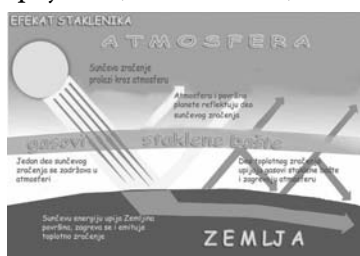 EFEKAT STAKLENIKA
ATMOSFERA
Sunčevo zračenje
prolazi kroz atmosferu
Atmosfera i površina
planete reflektuju deo
sunčevog zračenja
gasovi staklene bašte
Jedan deo sunčevog
zračenja se zadržava u
atmosferi
Deo toplotnog zračenja
upijaju gasovi staklene bašte
i zagrevaju atmosferu
Sunčevu energiju upija Zemljina
površina, zagreva se i emituje
toplotno zračenje
ZEMLJA